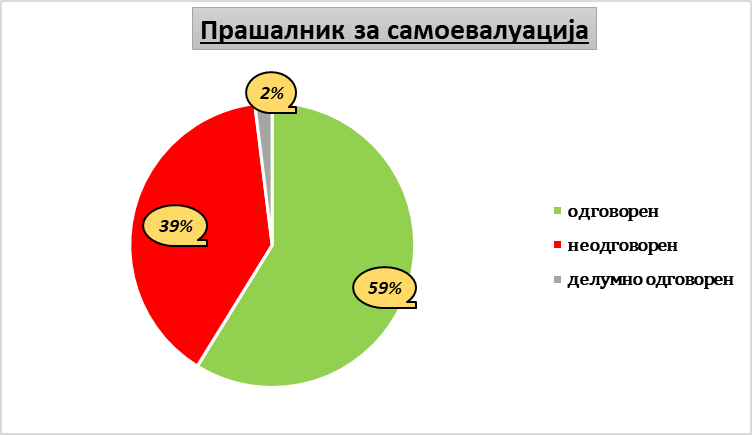 Прашалник за самоевалуација
2%
39%
59%
одговорен
неодговорен
делумно одговорен